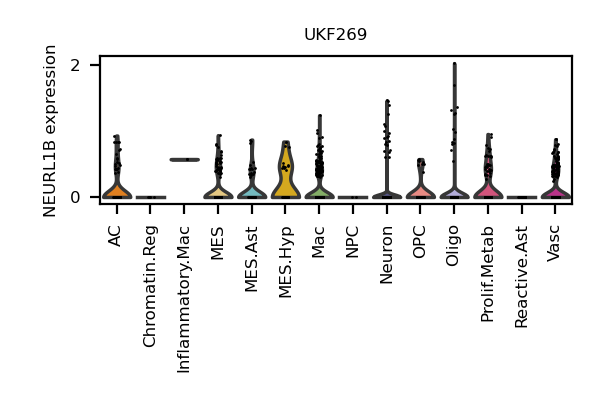 UKF269
NEURL1B expression
2
0
AC
Chromatin.Reg
Inflammatory.Mac
MES
MES.Ast
MES.Hyp
Mac
NPC
Neuron
OPC
Oligo
Prolif.Metab
Reactive.Ast
Vasc